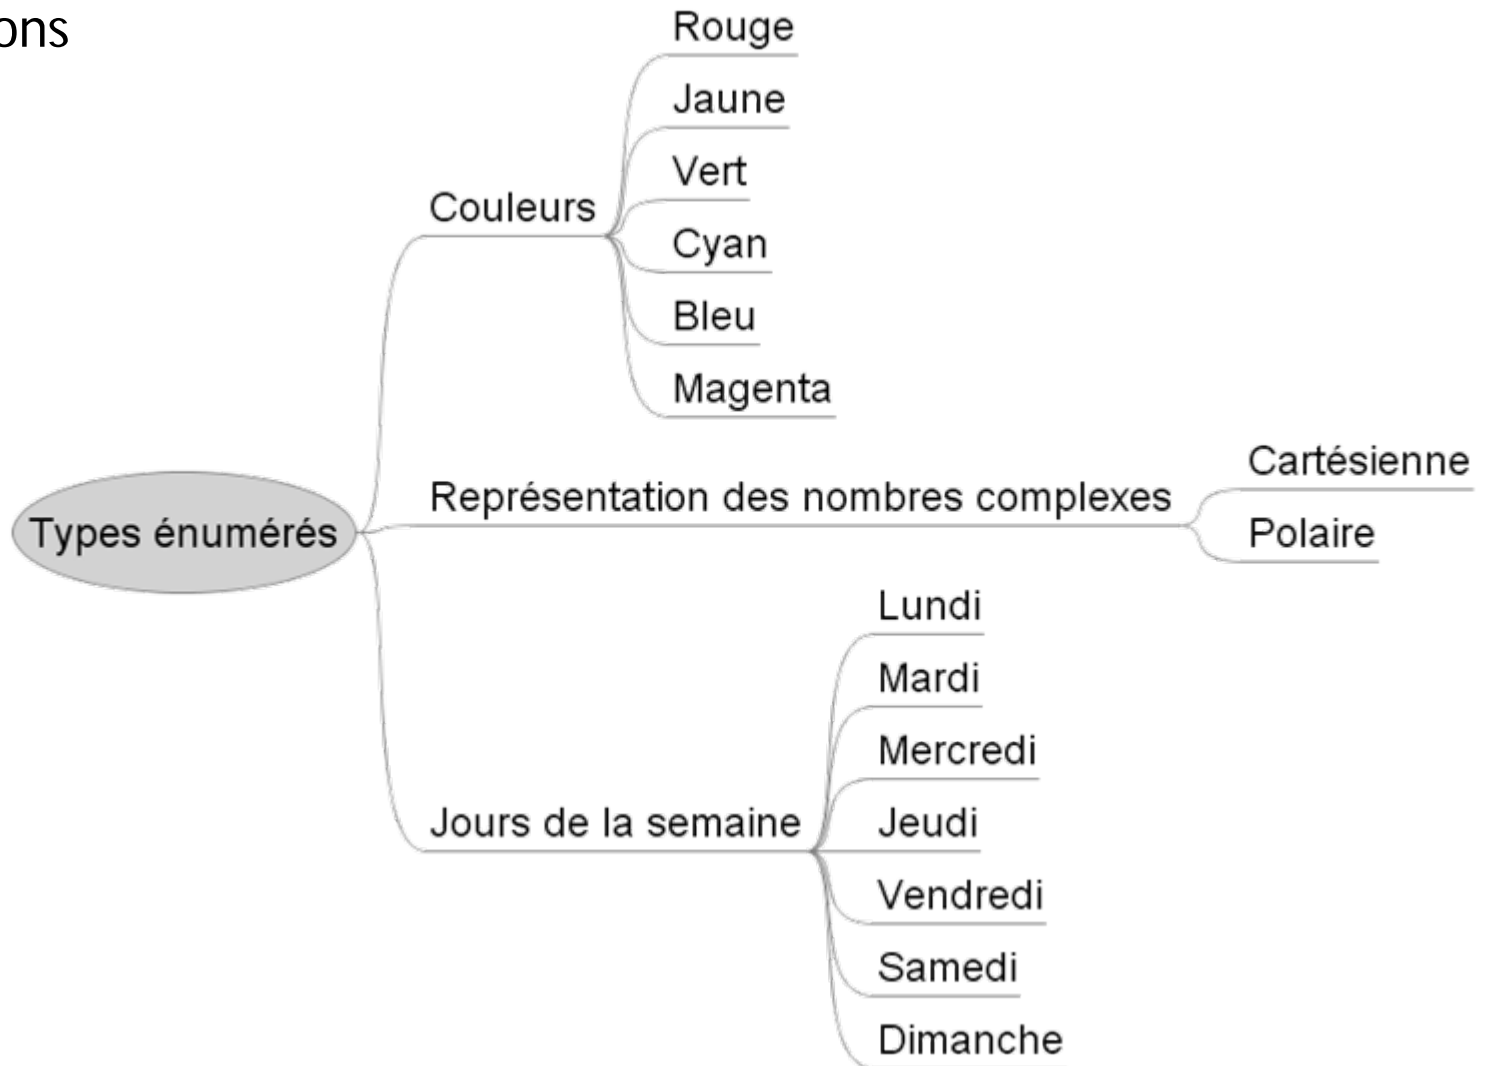 ons
Types énumérés
Couleurs
Rouge
Jaune
Vert
Cyan
Bleu
Magenta
Représentation des nombres complexes
Cartésienne
Polaire
Jours de la semaine
Lundi
Mardi
Mercredi
Jeudi
Vendredi
Samedi
Dimanche